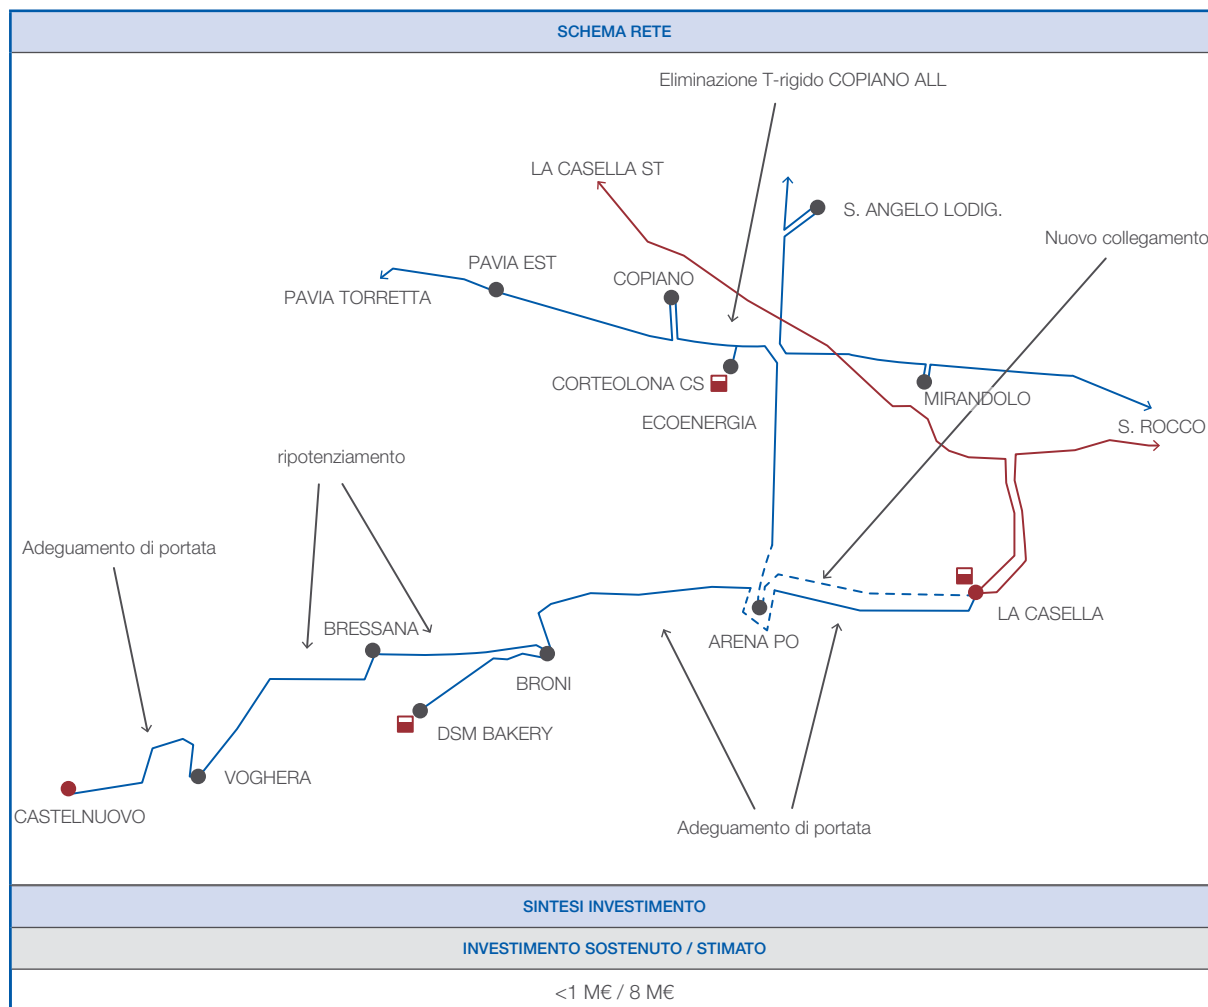 SCHEMA RETE
Eliminazione T-rigido COPIANO ALL
LA CASELLA ST
S. ANGELO LODIG.
Nuovo collegamento
PAVIA EST
COPIANO
PAVIA TORRETTA
CORTEOLONA CS
MIRANDOLO
ECOENERGIA
S. ROCCO
ripotenziamento
Adeguamento di portata
LA CASELLA
BRESSANA
ARENA PO
BRONI
DSM BAKERY
VOGHERA
CASTELNUOVO
Adeguamento di portata
SINTESI INVESTIMENTO
INVESTIMENTO SOSTENUTO / STIMATO
<1 M€ / 8 M€